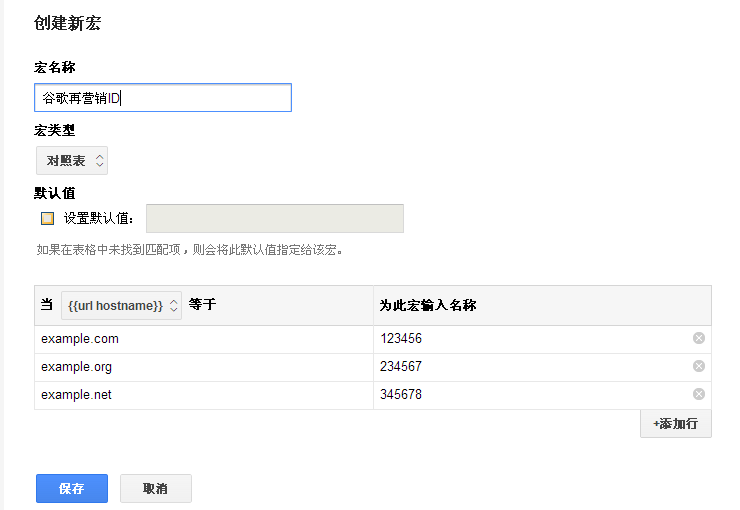 创建新宏
宏名称
谷歌再营销ID
宏类型
对照表
默认值
设置默认值：
如果在表格中未找到匹配项，则会将此默认值指定给该宏。
当 {{url hostname}} 等于 为此宏输入名称
example.com 123456
example.org 234567
example.net 345678
+添加行
保存 取消